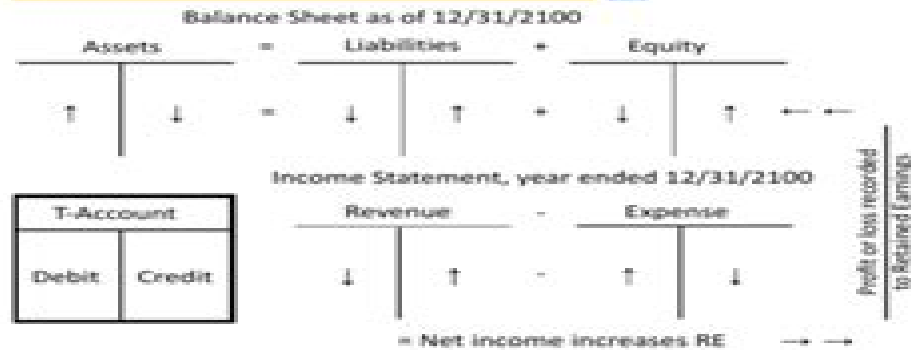 Balance Sheet as of 12/31/2100
Assets = Liabilities + Equity
↑ ↓ = ↓ ↑ + ↓ ↑ ← ←
Income Statement, year ended 12/31/2100
T-Account
Revenue - Expense
Debit Credit
↓ ↑ - ↑ ↓
= Net income increases RE → →
Profit or loss recorded
to Retained Earnings